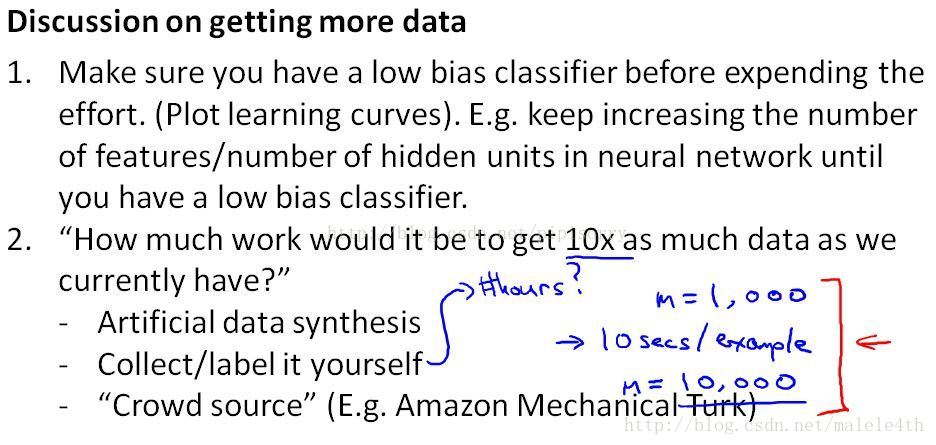 Discussion on getting more data
1. Make sure you have a low bias classifier before expending the
effort. (Plot learning curves). E.g. keep increasing the number
of features/number of hidden units in neural network until
you have a low bias classifier.
2. “How much work would it be to get 10x as much data as we
currently have?”
→ #hours?
m = 1,000
- Artificial data synthesis
→ 10 secs / example
- Collect/label it yourself
m = 10,000
- “Crowd source” (E.g. Amazon Mechanical Turk)
http://blog.csdn.net/malele4th